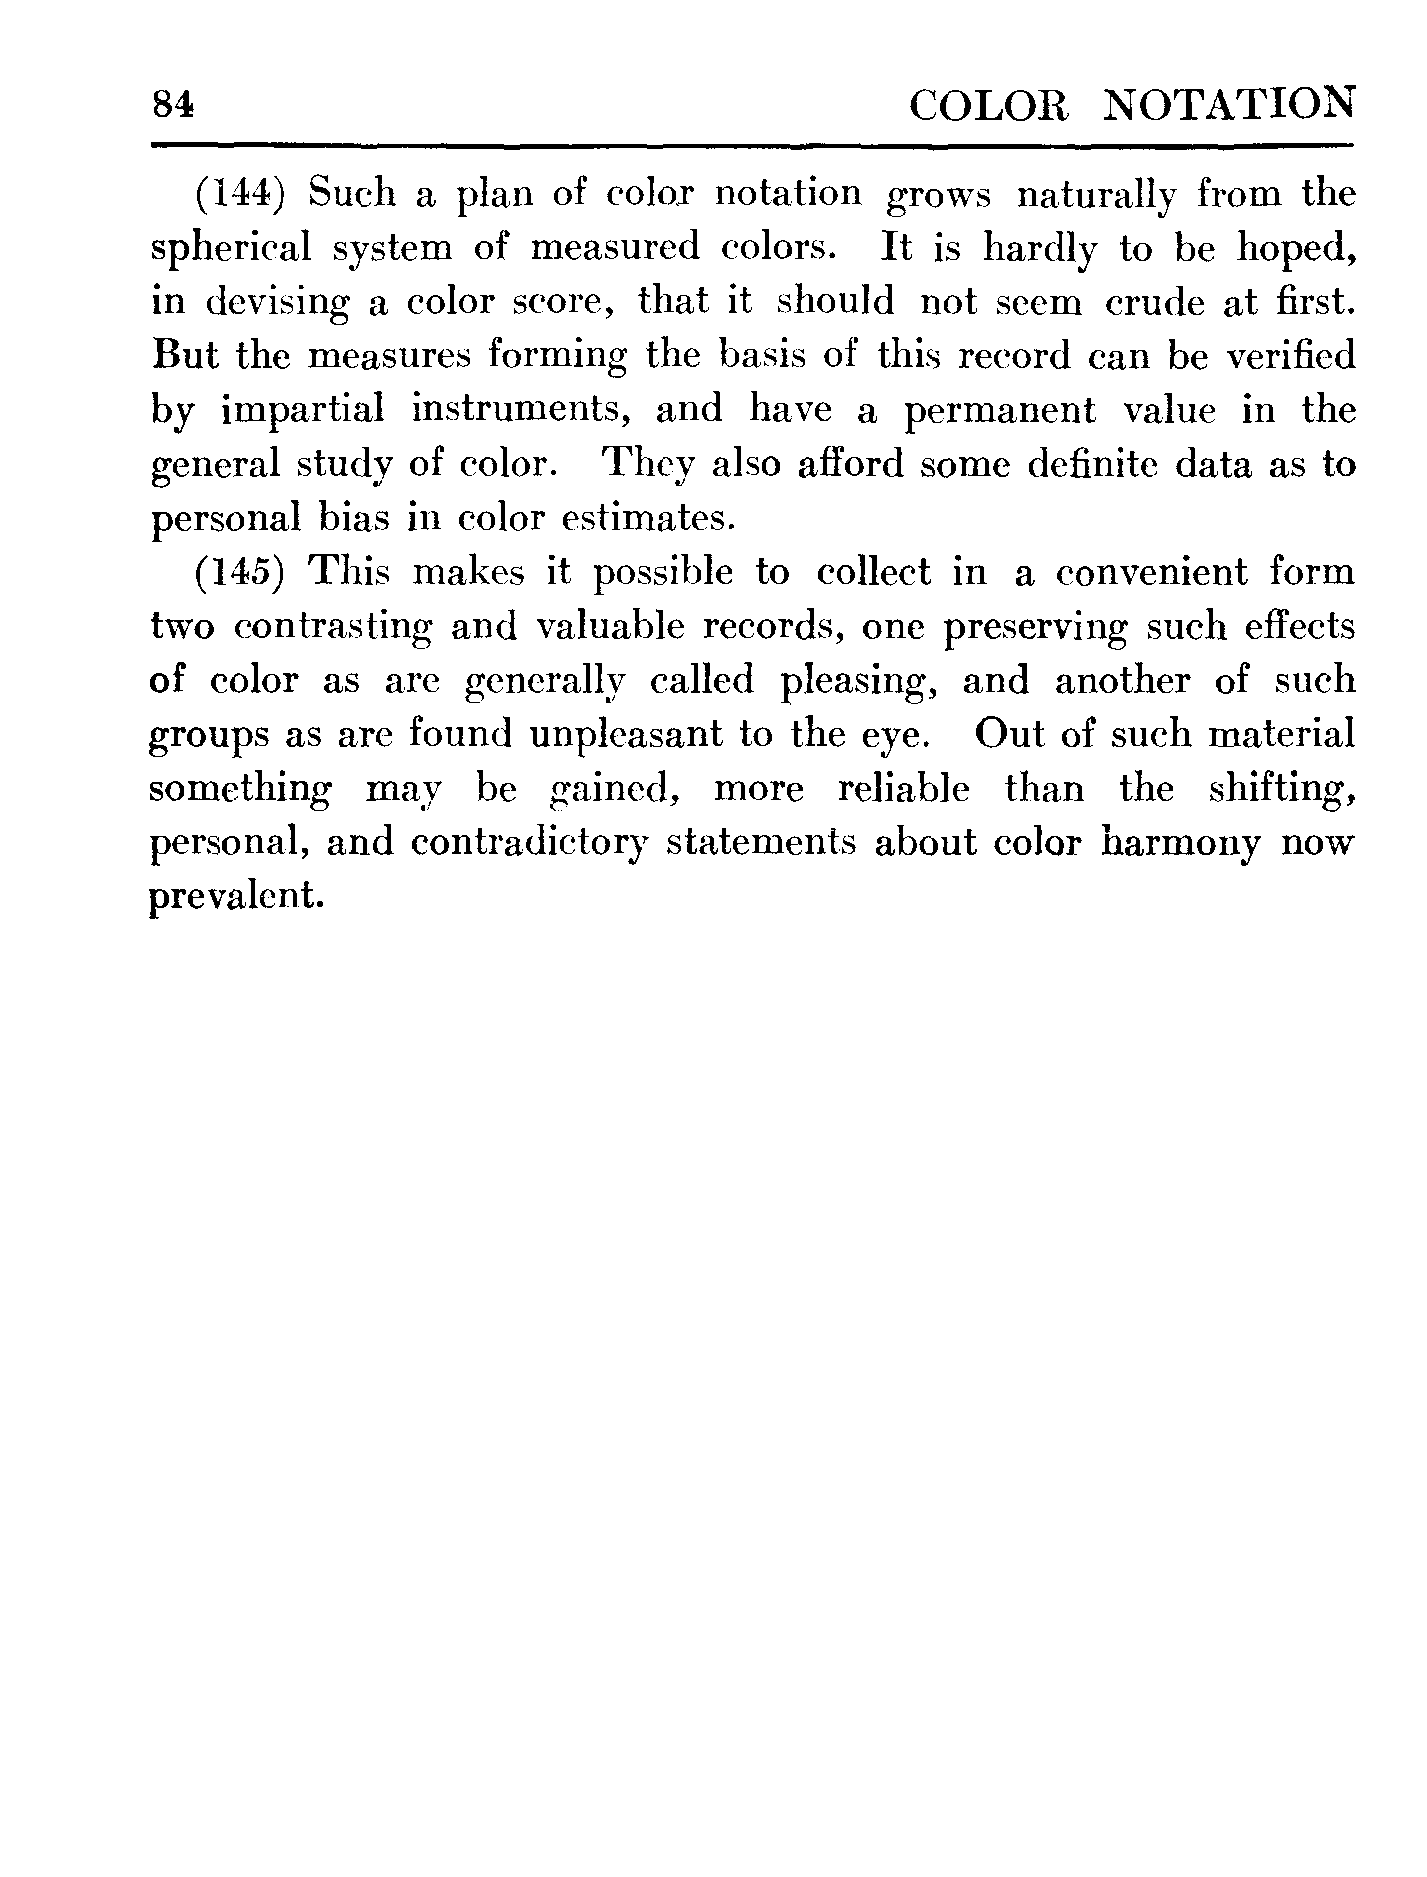 84 COLOR NOTATION
(144) Such a plan of color notation grows naturally from the
spherical system of measured colors. It is hardly to be hoped,
in devising a color score, that it should not seem crude at first.
But the measures forming the basis of this record can be verified
by impartial instruments, and have a permanent value in the
general study of color. They also afford some definite data as to
personal bias in color estimates.
(145) This makes it possible to collect in a convenient form
two contrasting and valuable records, one preserving such effects
of color as are generally called pleasing, and another of such
groups as are found unpleasant to the eye. Out of such material
something may be gained, more reliable than the shifting,
personal, and contradictory statements about color harmony now
prevalent.